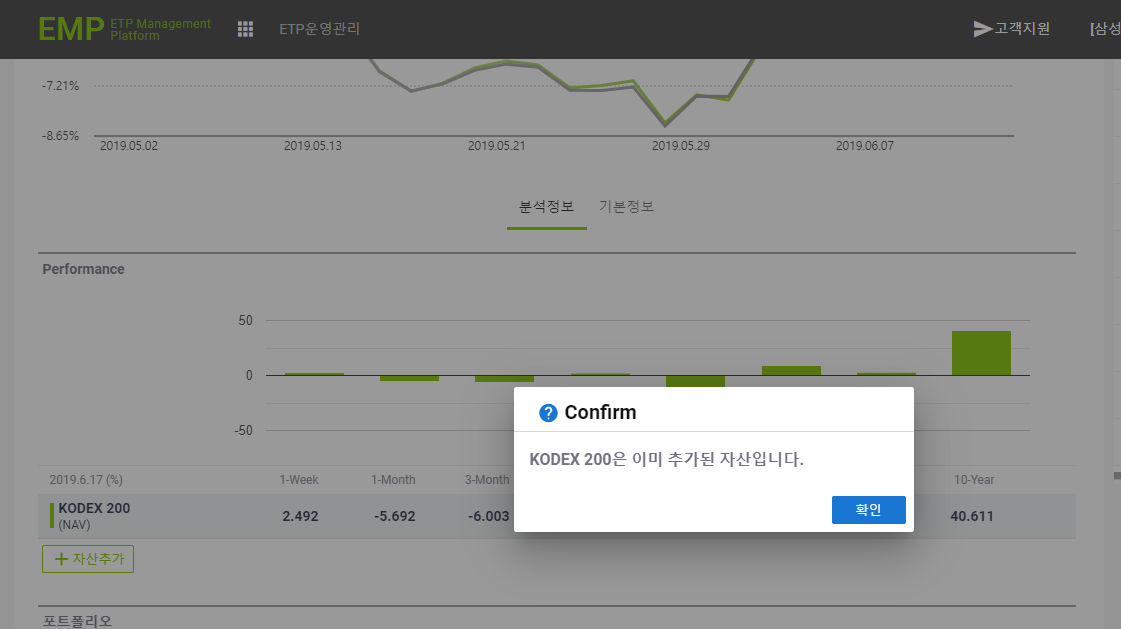 EMP ETP Management
Platform
ETP운영관리
고객지원
[삼성
-7.21%
-8.65%
2019.05.02 2019.05.13 2019.05.21 2019.05.29 2019.06.07
분석정보 기본정보
Performance
50
0
-50
Confirm
KODEX 200은 이미 추가된 자산입니다.
확인
2019.6.17 (%) 1-Week 1-Month 3-Month 10-Year
KODEX 200 2.492 -5.692 -6.003 40.611
(NAV)
자산추가
포트폴리오